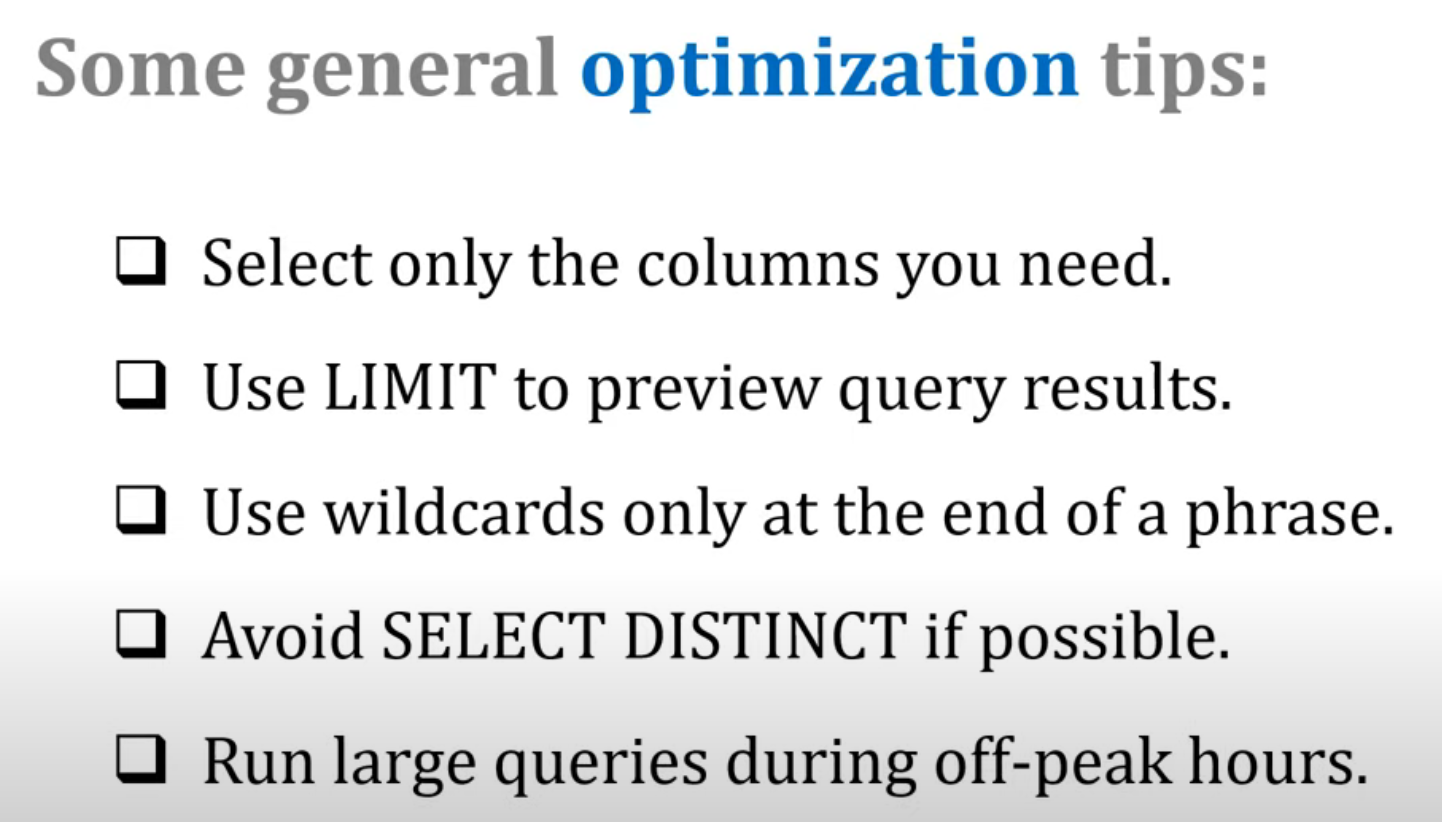 Some general optimization tips:
Select only the columns you need.
Use LIMIT to preview query results.
Use wildcards only at the end of a phrase.
Avoid SELECT DISTINCT if possible.
Run large queries during off-peak hours.